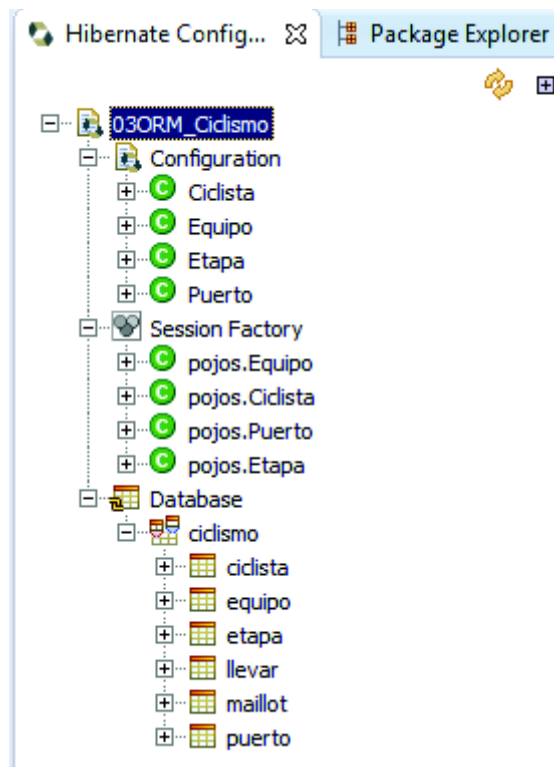 Hibernate Config... Package Explorer
03ORM_Ciclismo
Configuration
Ciclista
Equipo
Etapa
Puerto
Session Factory
pojos.Equipo
pojos.Ciclista
pojos.Puerto
pojos.Etapa
Database
ciclismo
ciclista
equipo
etapa
llevar
maillot
puerto